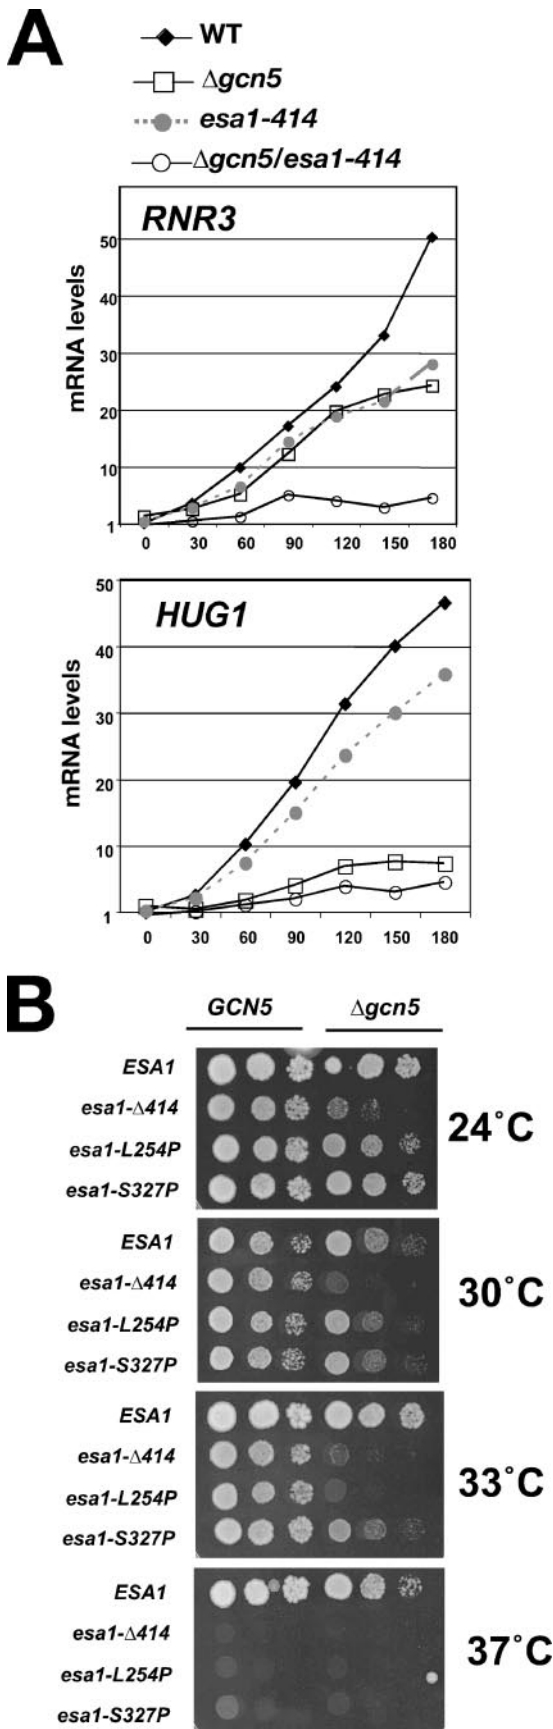 A
WT
Δgcn5
esa1-414
Δgcn5/esa1-414
RNR3
mRNA levels
50
40
30
20
10
1
0 30 60 90 120 150 180
HUG1
mRNA levels
50
40
30
20
10
1
0 30 60 90 120 150 180
B
GCN5 Δgcn5
ESA1
esa1-Δ414
esa1-L254P
esa1-S327P
24°C
ESA1
esa1-Δ414
esa1-L254P
esa1-S327P
30°C
ESA1
esa1-Δ414
esa1-L254P
esa1-S327P
33°C
ESA1
esa1-Δ414
esa1-L254P
esa1-S327P
37°C